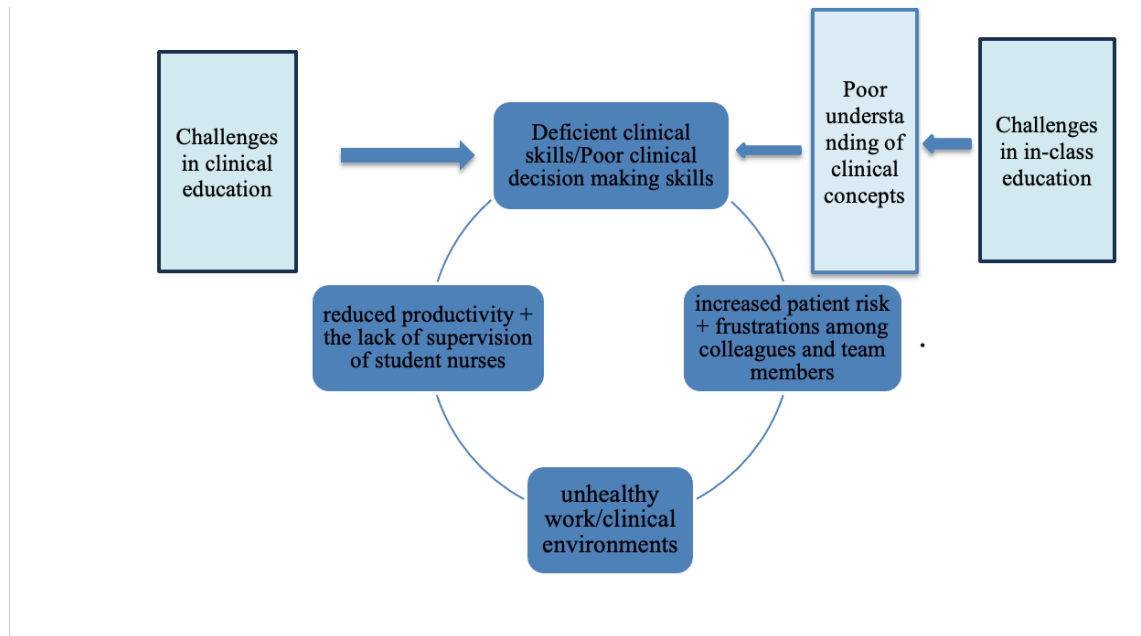 Challenges
in clinical
education
Deficient clinical
skills/Poor clinical
decision making skills
Poor
understa
nding of
clinical
concepts
Challenges
in in-class
education
reduced productivity +
the lack of supervision
of student nurses
increased patient risk
+ frustrations among
colleagues and team
members
.
unhealthy
work/clinical
environments